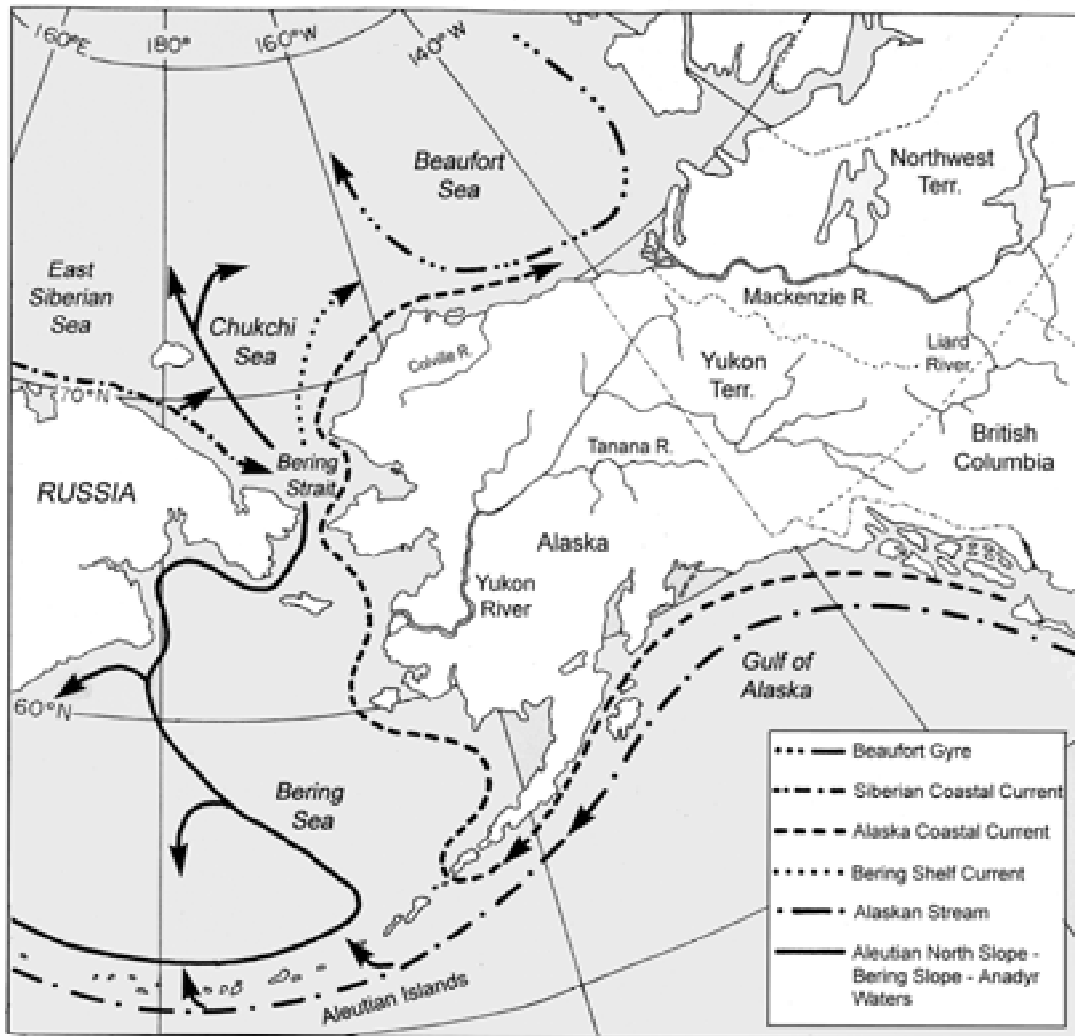 160°E
180°
160°W
140°W
Beaufort
Sea
Northwest
Terr.
East
Siberian
Sea
Chukchi
Sea
Mackenzie R.
Colville R.
Liard
River
Yukon
Terr.
70°N
Tanana R.
British
Columbia
Bering
Strait
RUSSIA
Alaska
Yukon
River
Gulf of
Alaska
60°N
Bering
Sea
Aleutian Islands
Beaufort Gyre
Siberian Coastal Current
Alaska Coastal Current
Bering Shelf Current
Alaskan Stream
Aleutian North Slope -
Bering Slope - Anadyr
Waters